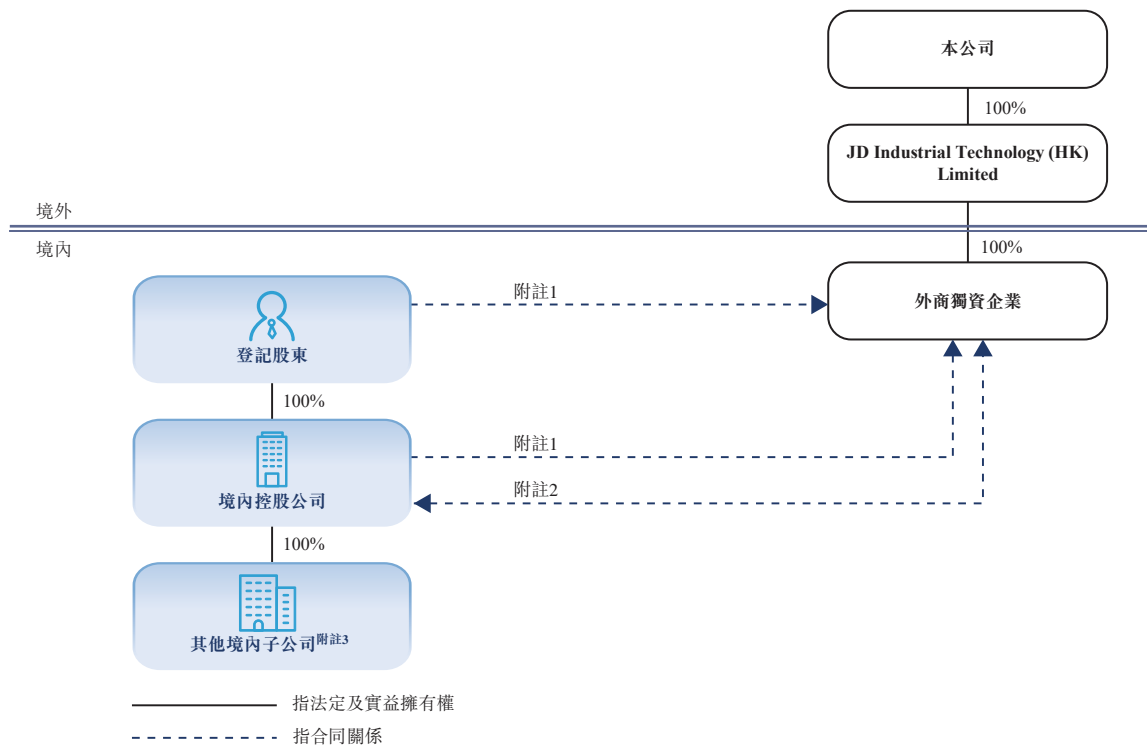 本公司
100%
JD Industrial Technology (HK)
Limited
境外
境內
100%
外商獨資企業
附註1
登記股東
100%
附註1
境內控股公司
附註2
100%
其他境內子公司附註3
指法定及實益擁有權
指合同關係